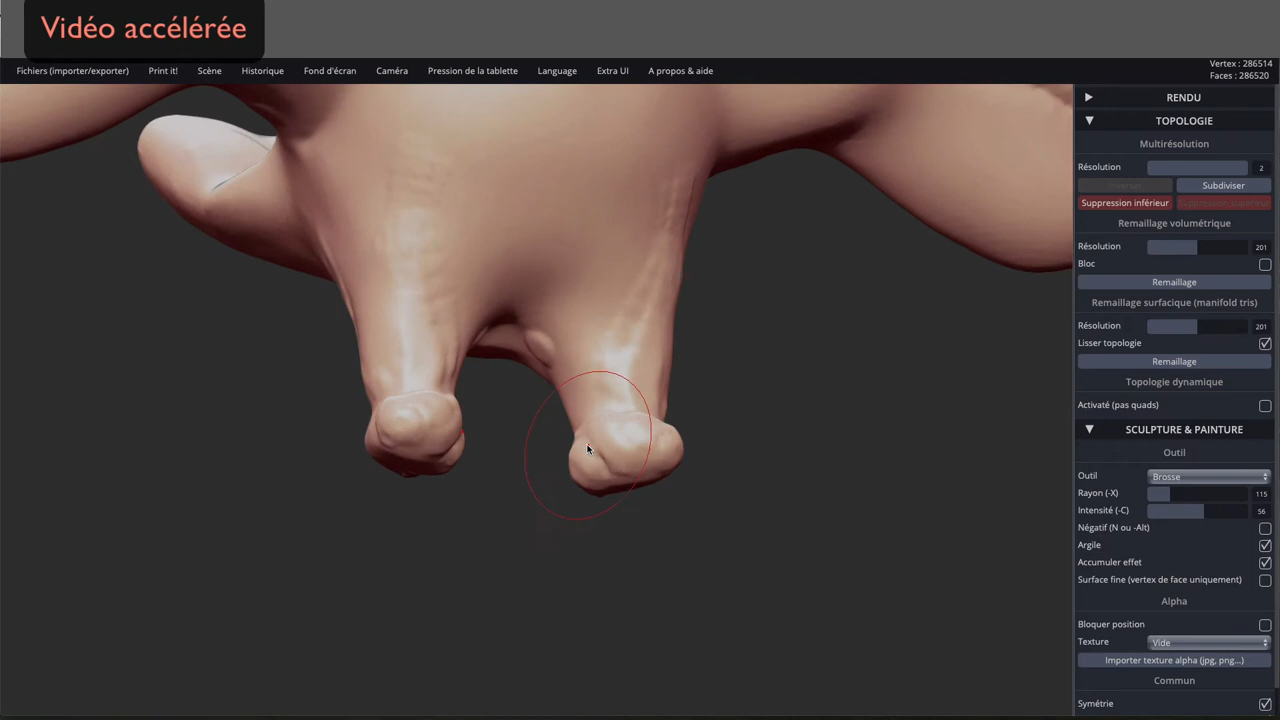 Vidéo accélérée
Fichiers (importer/exporter) Print it! Scène Historique Fond d'écran Caméra Pression de la tablette Language Extra UI A propos & aide
Vertex : 286514
Faces : 286520
RENDU
TOPOLOGIE
Multirésolution
Résolution 2
Subdiviser
Suppression inférieur Suppression supérieur
Remaillage volumétrique
Résolution 201
Bloc
Remaillage
Remaillage surfacique (manifold tris)
Résolution 201
Lisser topologie
Remaillage
Topologie dynamique
Activaté (pas quads)
SCULPTURE & PAINTURE
Outil
Outil Brosse
Rayon (-X) 115
Intensité (-C) 56
Négatif (N ou -Alt)
Argile
Accumuler effet
Surface fine (vertex de face uniquement)
Alpha
Bloquer position
Texture Vide
Importer texture alpha (jpg, png...)
Commun
Symétrie